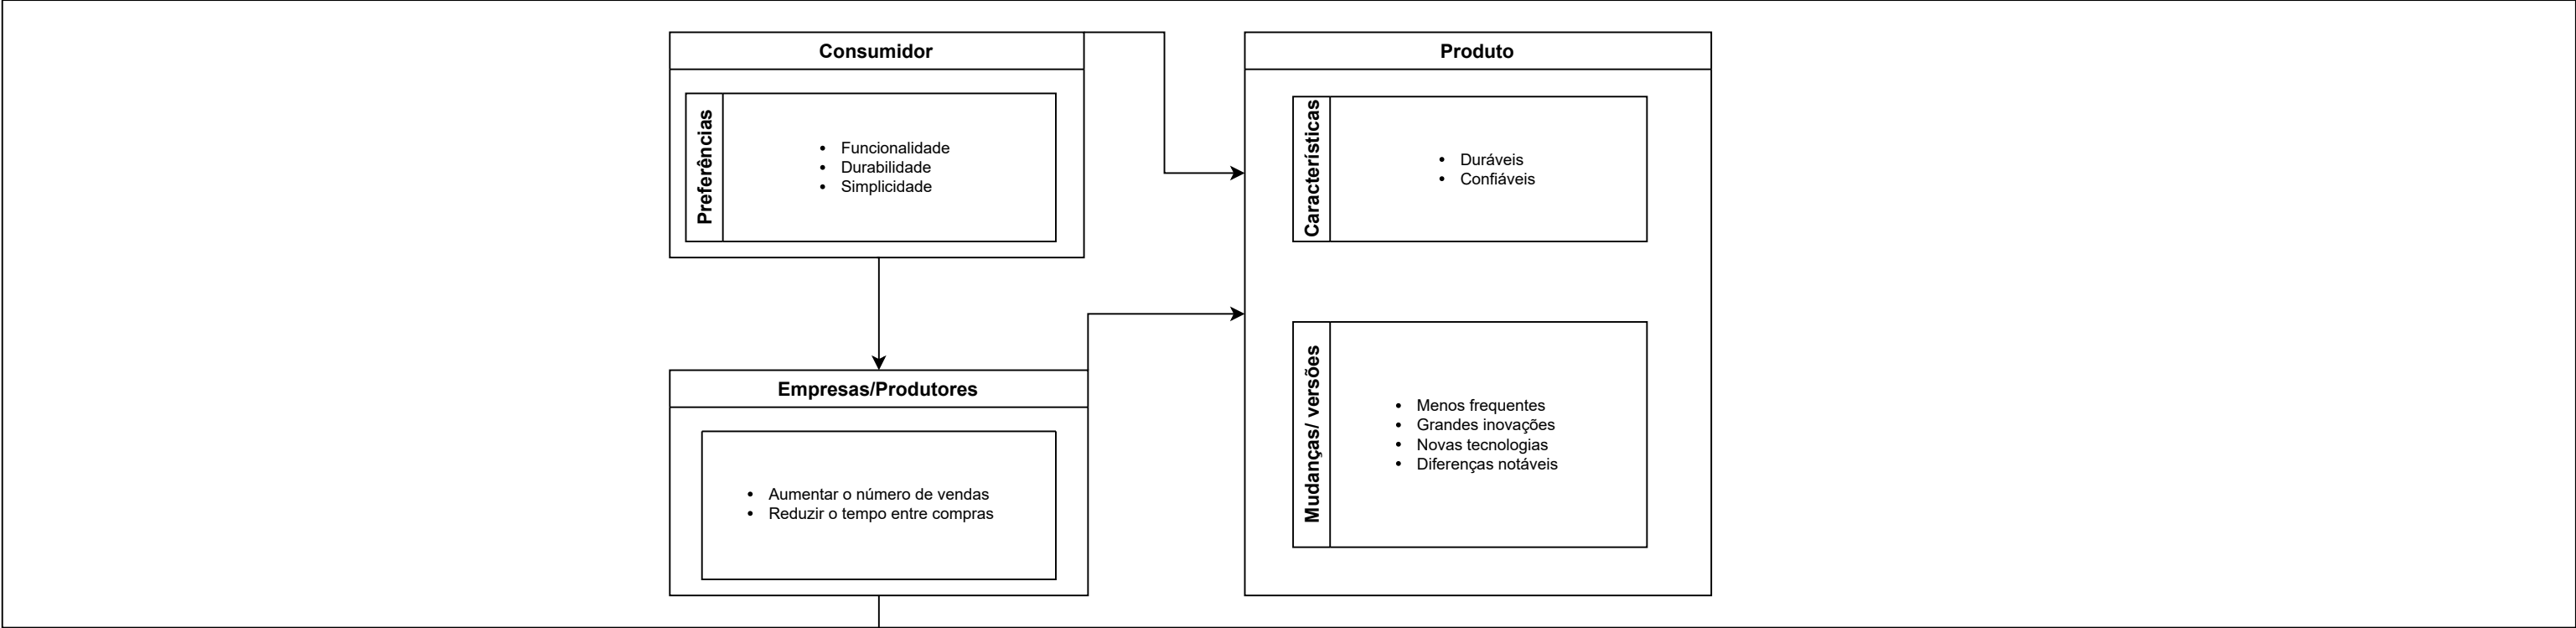 Consumidor
Preferências
• Funcionalidade
• Durabilidade
• Simplicidade
Empresas/Produtores
• Aumentar o número de vendas
• Reduzir o tempo entre compras
Produto
Características
• Duráveis
• Confiáveis
Mudanças/ versões
• Menos frequentes
• Grandes inovações
• Novas tecnologias
• Diferenças notáveis